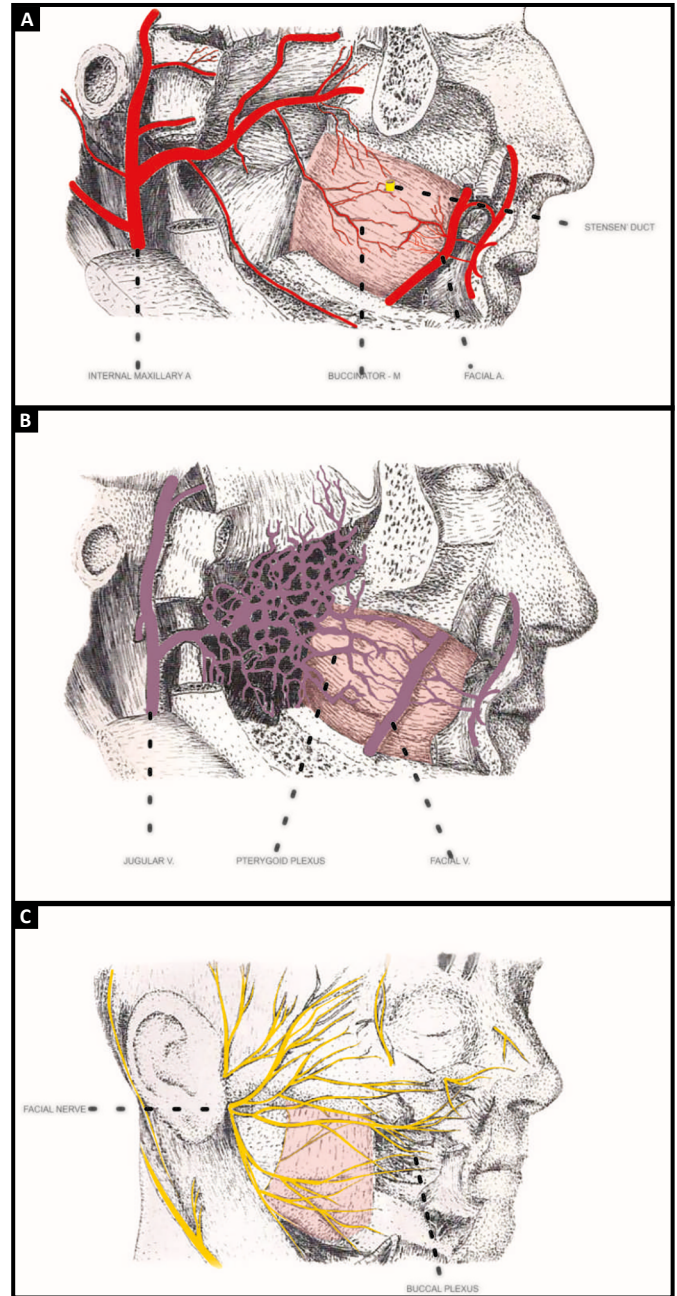 A
STENSEN' DUCT
INTERNAL MAXILLARY A
BUCCINATOR - M
FACIAL A.
B
JUGULAR V.
PTERYGOID PLEXUS
FACIAL V.
C
FACIAL NERVE
BUCCAL PLEXUS